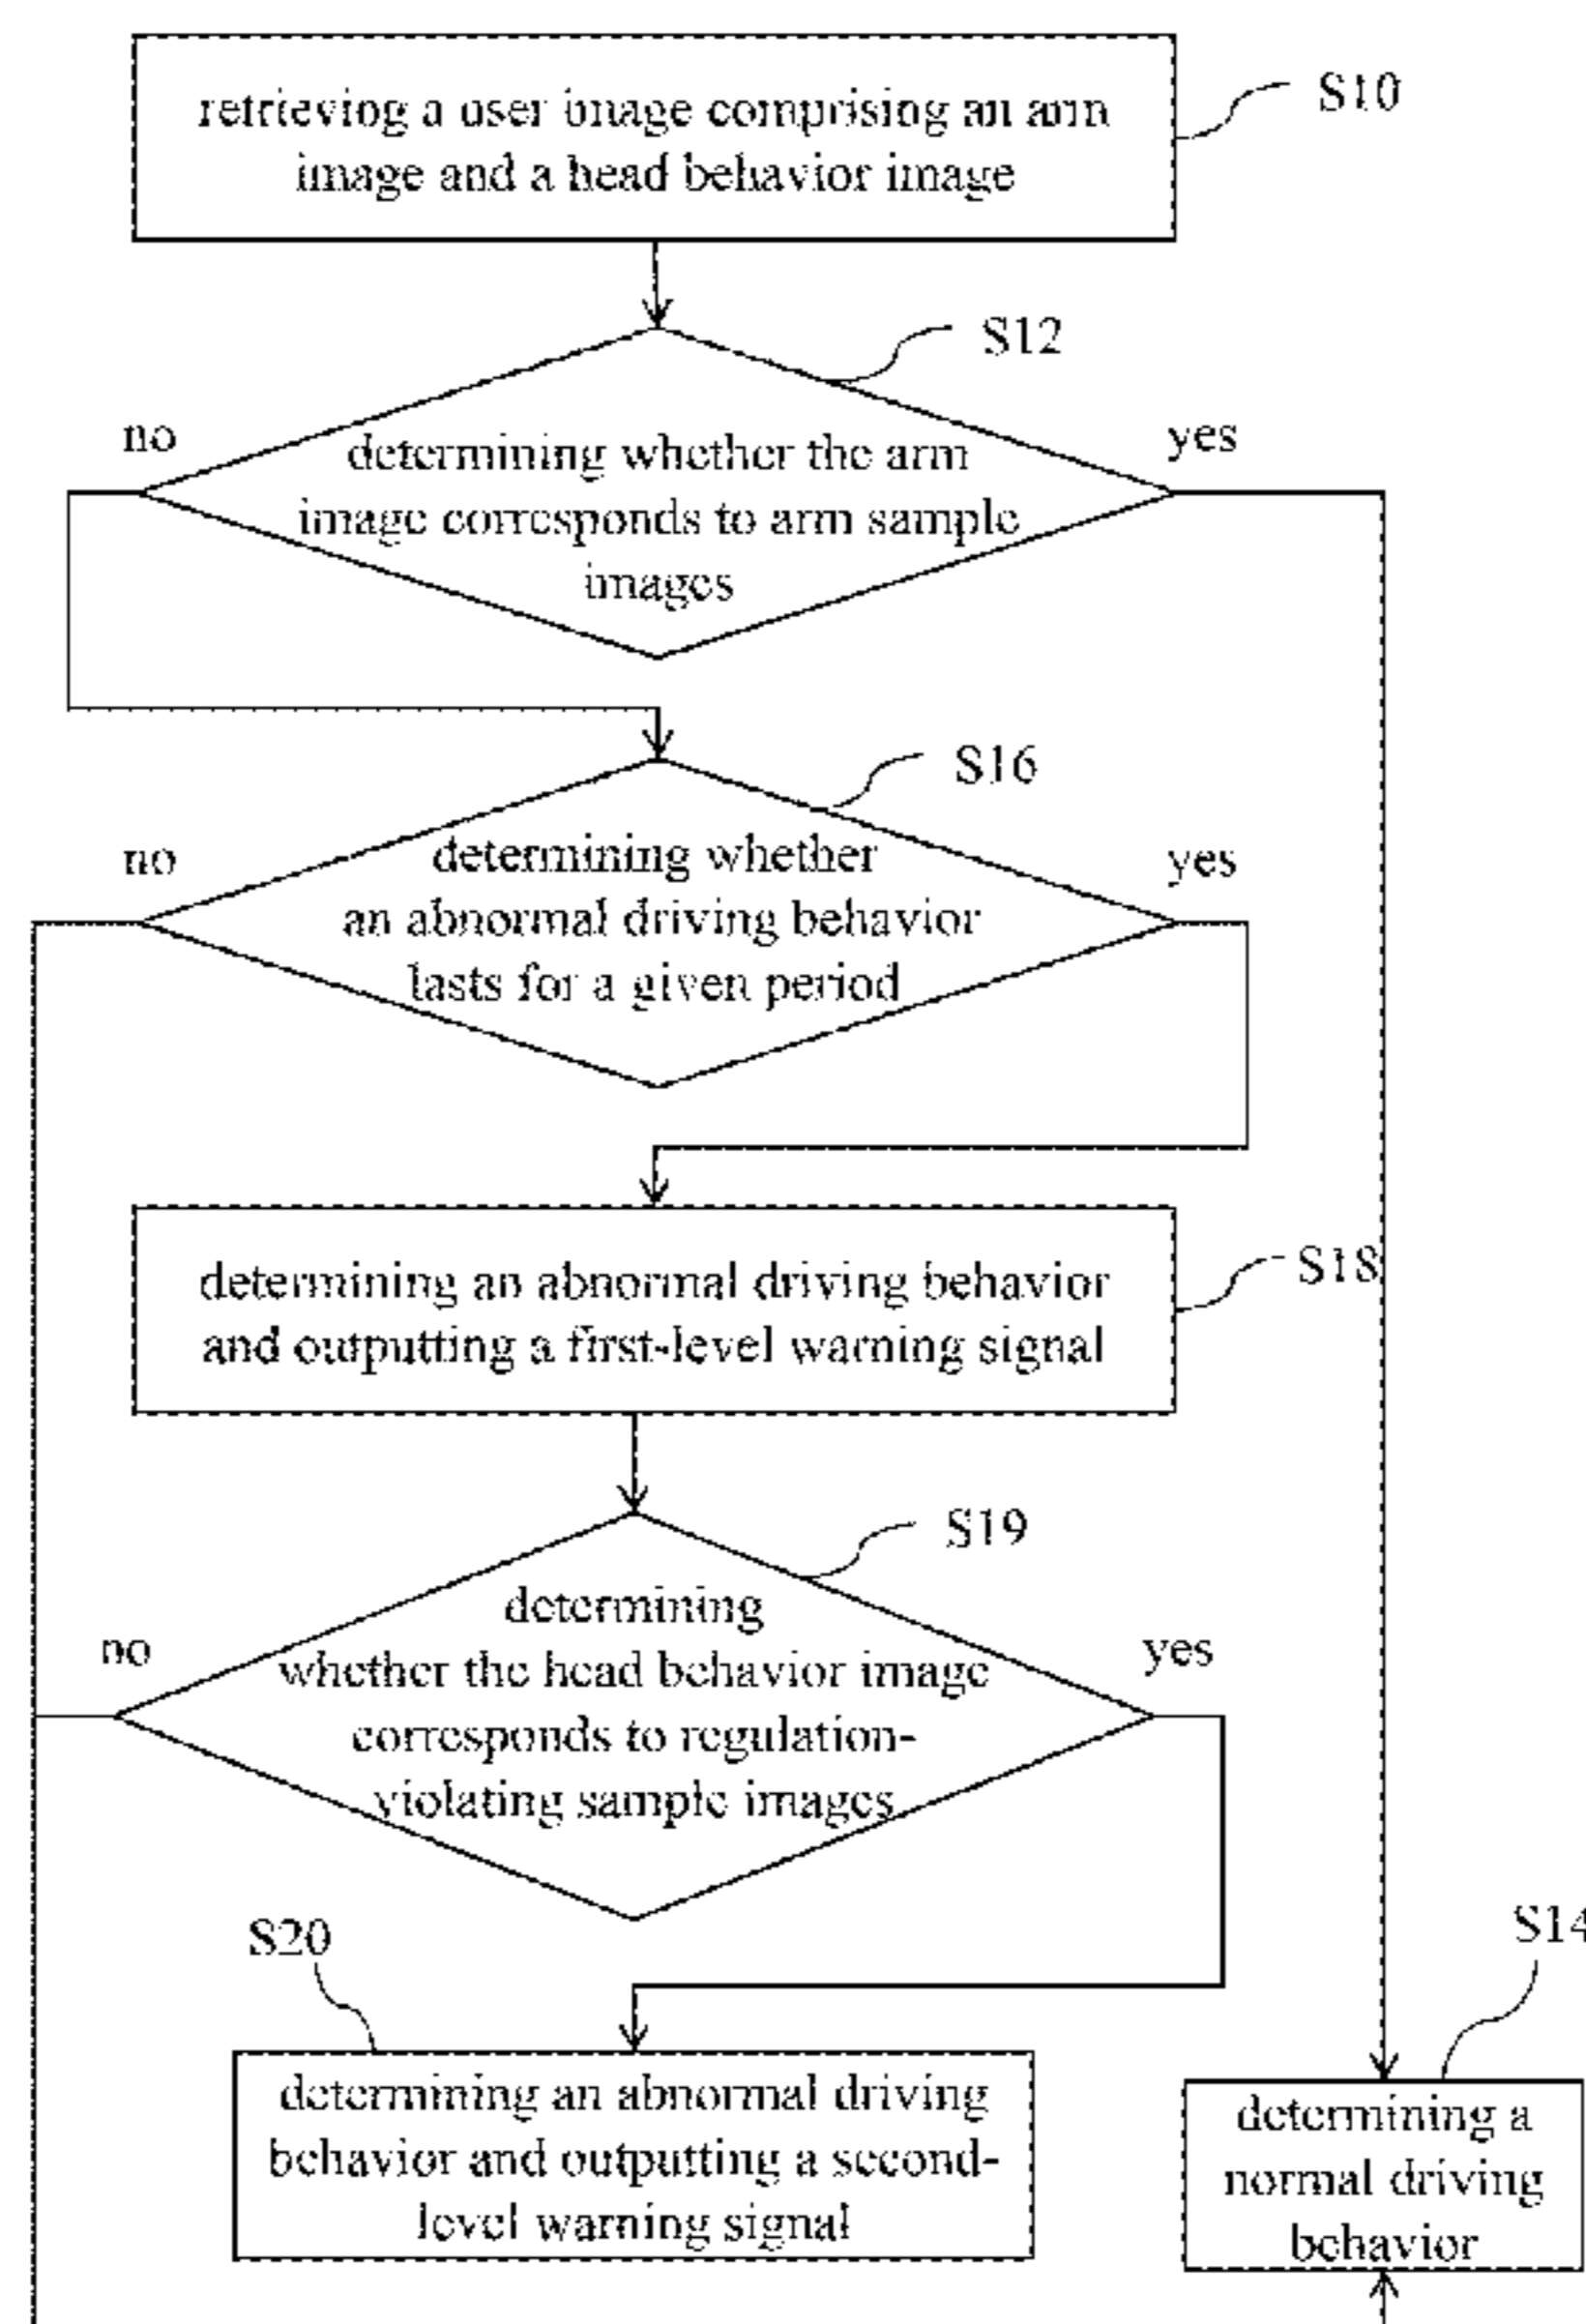 retrieving a user image comprising an arm
image and a head behavior image
S10
S12
no
yes
determining whether the arm
image corresponds to arm sample
images
S16
no
yes
determining whether
an abnormal driving behavior
lasts for a given period
determining an abnormal driving behavior
and outputting a first-level warning signal
S18
S19
no
yes
determining
whether the head behavior image
corresponds to regulation-
violating sample images
S20
S14
determining an abnormal driving
behavior and outputting a second-
level warning signal
determining a
normal driving
behavior